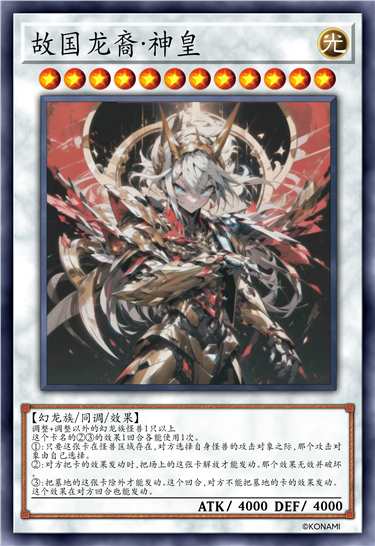 故国龙裔·神皇
光
【幻龙族/同调/效果】
调整+调整以外的幻龙族怪兽1只以上
这个卡名的②③的效果1回合各能使用1次。
①:只要这张卡在怪兽区域存在,对方选择自身怪兽的攻击对象之际,那个攻击对
象由自己选择。
②:对方把卡的效果发动时,把场上的这张卡解放才能发动。那个效果无效并破坏
.
③:把墓地的这张卡除外才能发动。这个回合,对方不能把墓地的卡的效果发动。
这个效果在对方回合也能发动。
ATK/ 4000 DEF/ 4000
©KONAMI